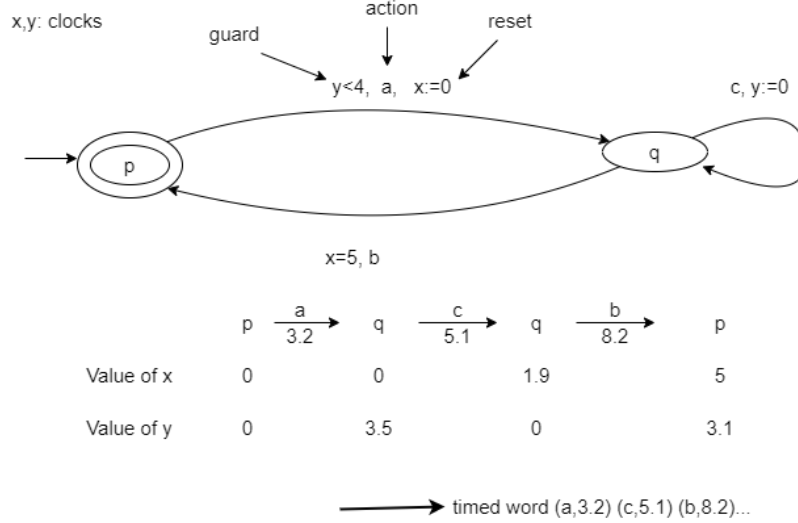 action
x,y: clocks
guard
reset
y<4, a, x:=0
c, y:=0
p
q
x=5, b
a c b
p q q p
3.2 5.1 8.2
Value of x 0 0 1.9 5
Value of y 0 3.5 0 3.1
timed word (a,3.2) (c,5.1) (b,8.2)...